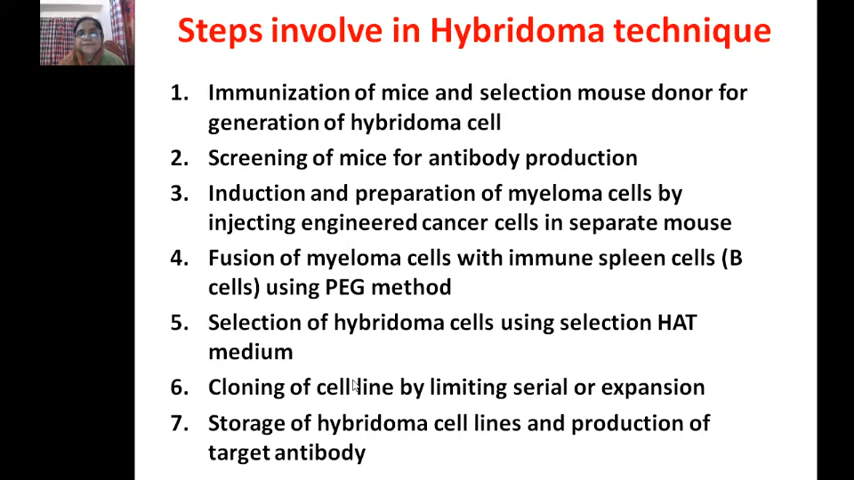 Steps involve in Hybridoma technique
1. Immunization of mice and selection mouse donor for
generation of hybridoma cell
2. Screening of mice for antibody production
3. Induction and preparation of myeloma cells by
injecting engineered cancer cells in separate mouse
4. Fusion of myeloma cells with immune spleen cells (B
cells) using PEG method
5. Selection of hybridoma cells using selection HAT
medium
6. Cloning of cell line by limiting serial or expansion
7. Storage of hybridoma cell lines and production of
target antibody